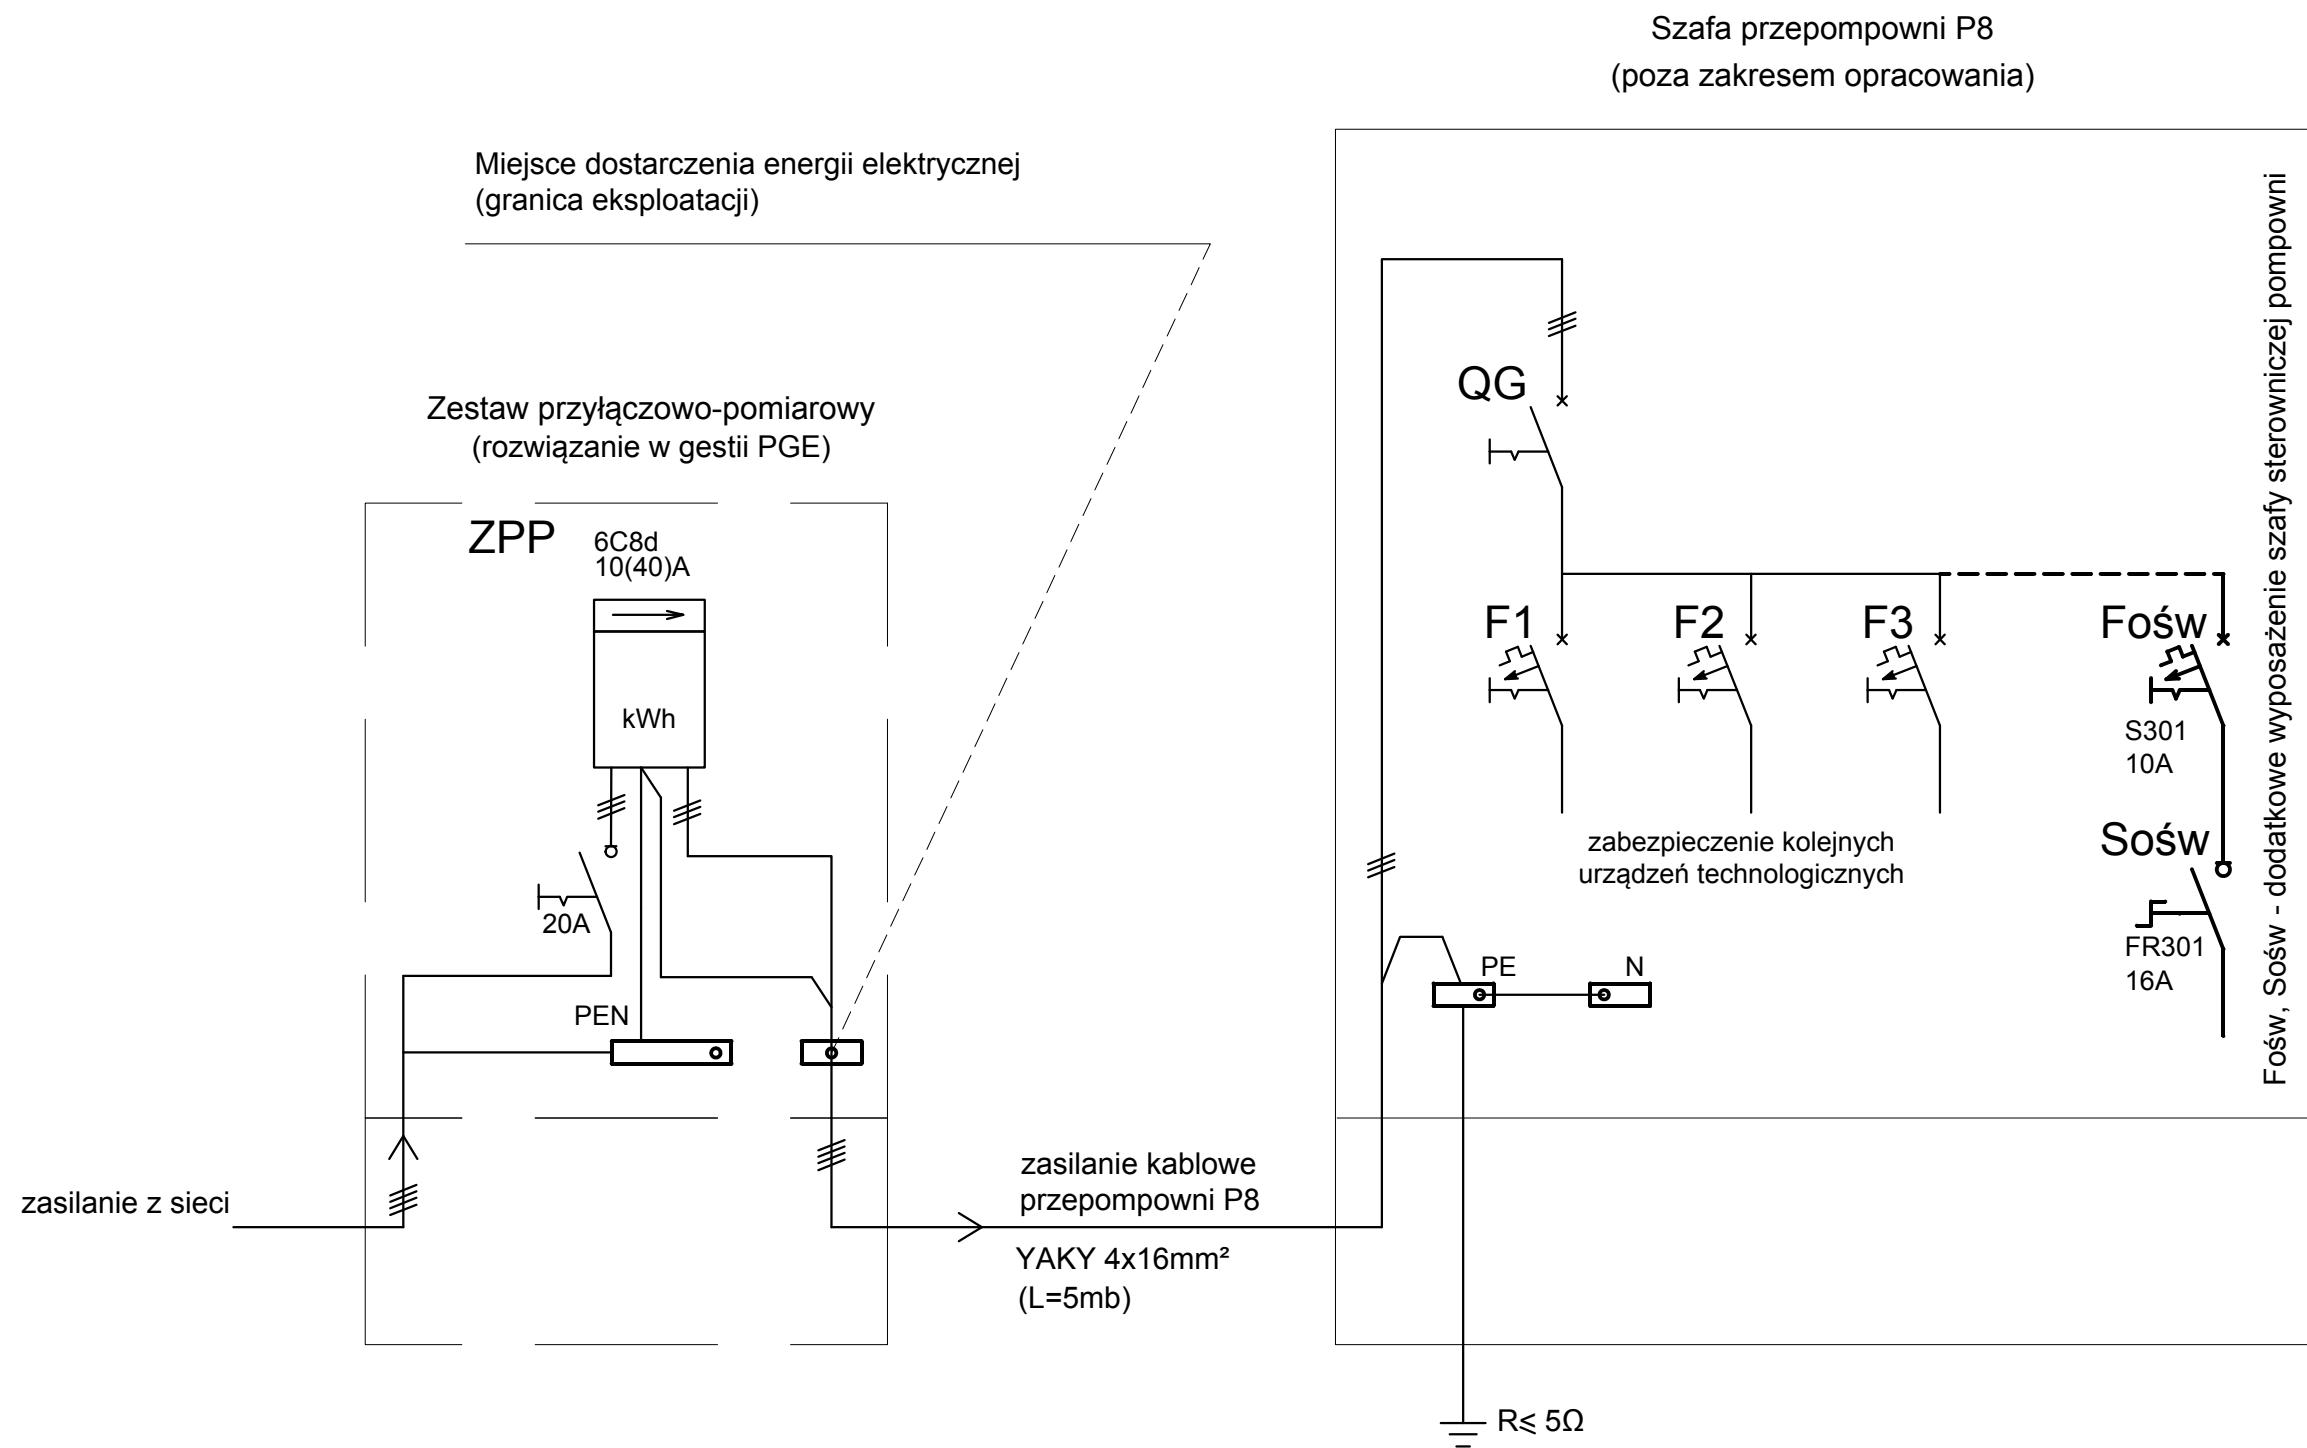 Szafa przepompowni P8
(poza zakresem opracowania)
Miejsce dostarczenia energii elektrycznej
(granica eksploatacji)
Zestaw przyłączowo-pomiarowy
(rozwiązanie w gestii PGE)
ZPP
6C8d
10(40)A
kWh
20A
PEN
zasilanie z sieci
zasilanie kablowe
przepompowni P8
YAKY 4x16mm²
(L=5mb)
QG
F1
F2
F3
Fośw
S301
10A
zabezpieczenie kolejnych
urządzeń technologicznych
Sośw
FR301
16A
PE
N
R⩽ 5Ω
Fośw, Sośw - dodatkowe wyposażenie szafy sterowniczej pompowni